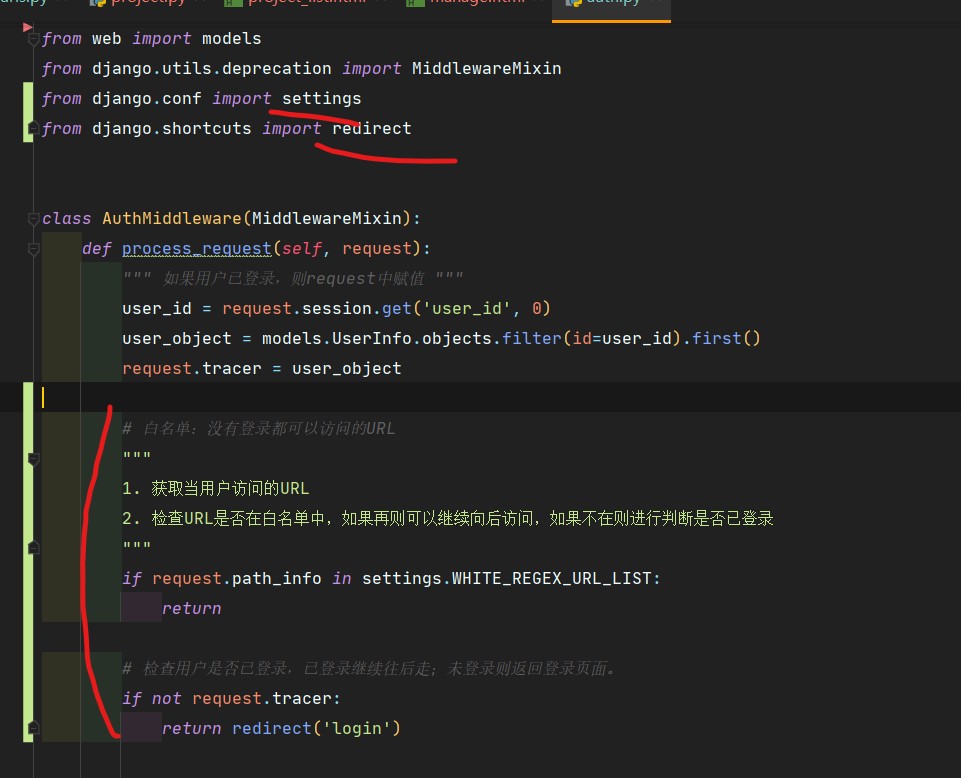 from web import models
from django.utils.deprecation import MiddlewareMixin
from django.conf import settings
from django.shortcuts import redirect
class AuthMiddleware(MiddlewareMixin):
def process_request(self, request):
""" 如果用户已登录，则request中赋值 """
user_id = request.session.get('user_id', 0)
user_object = models.UserInfo.objects.filter(id=user_id).first()
request.tracer = user_object
# 白名单：没有登录都可以访问的URL
"""
1. 获取当用户访问的URL
2. 检查URL是否在白名单中，如果再则可以继续向后访问，如果不在则进行判断是否已登录
"""
if request.path_info in settings.WHITE_REGEX_URL_LIST:
return
# 检查用户是否已登录，已登录继续往后走；未登录则返回登录页面。
if not request.tracer:
return redirect('login')